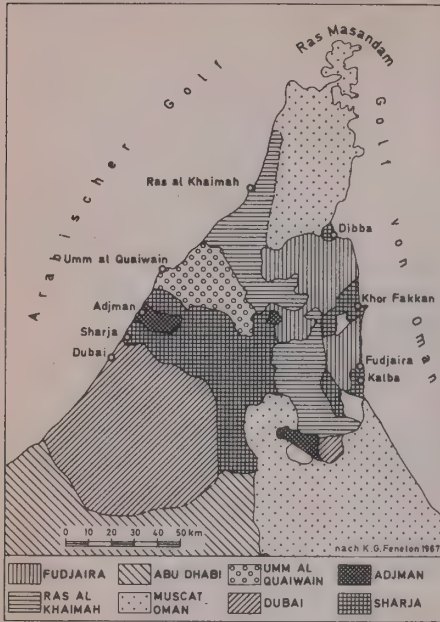 Ras Masandam
Arabischer Golf
Golf von Oman
Ras al Khaimah
Dibba
Umm al Quaiwain
Khor Fakkan
Adjman
Sharja
Dubai
Fudjaira
Kalba
0 10 20 30 40 50 km
nach K.G. Fenelon 1967
FUDJAIRA
ABU DHABI
UMM AL
QUAIWAIN
ADJMAN
RAS AL
KHAIMAH
MUSCAT
OMAN
DUBAI
SHARJA